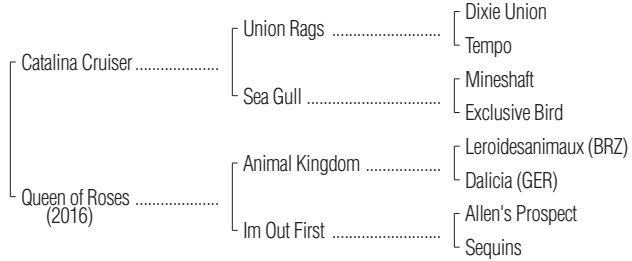 Dixie Union
Union Rags ....................
Tempo
Catalina Cruiser ................
Mineshaft
Sea Gull .........................
Exclusive Bird
Leroidesanimaux (BRZ)
Animal Kingdom ..............
Dalicia (GER)
Queen of Roses ................
(2016)
Allen's Prospect
Im Out First ....................
Sequins